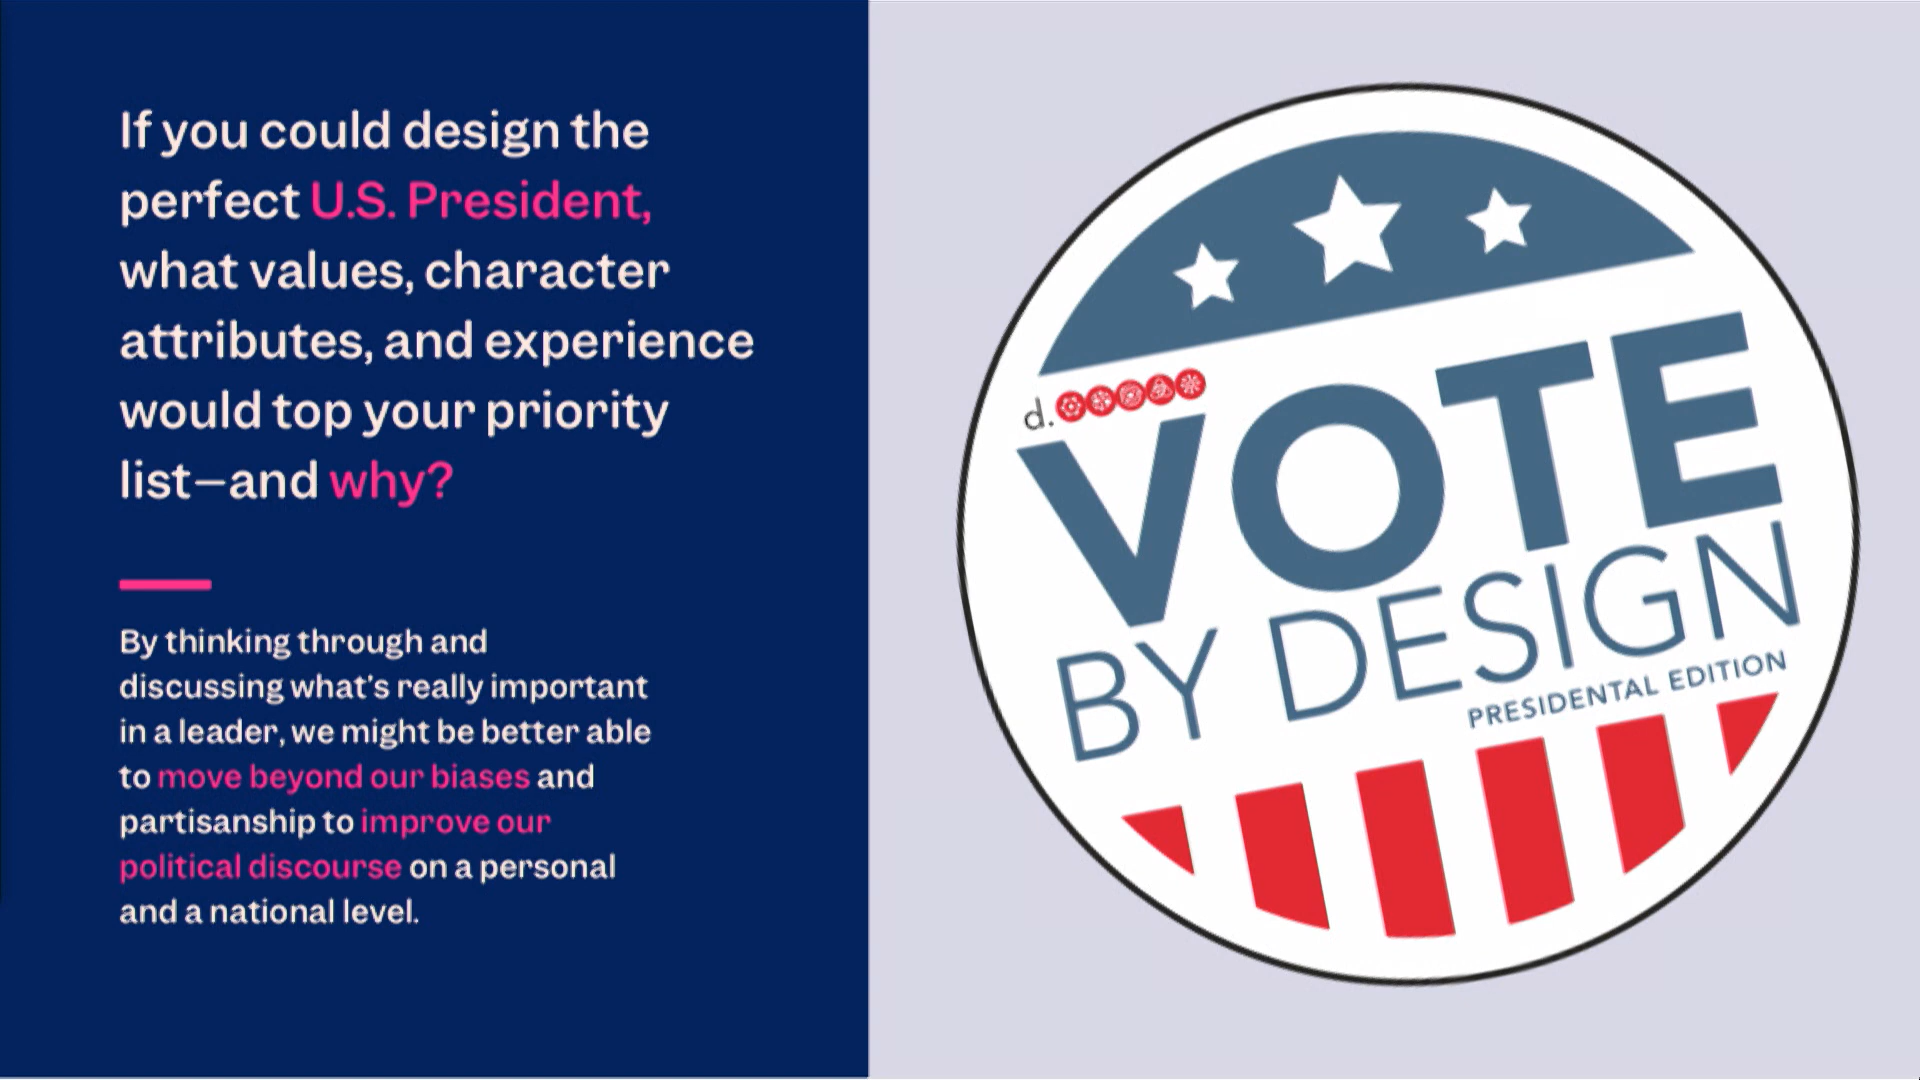 If you could design the
perfect U.S. President,
what values, character
attributes, and experience
would top your priority
list—and why?
By thinking through and
discussing what's really important
in a leader, we might be better able
to move beyond our biases and
partisanship to improve our
political discourse on a personal
and a national level.
d.
VOTE
BY DESIGN
PRESIDENTAL EDITION